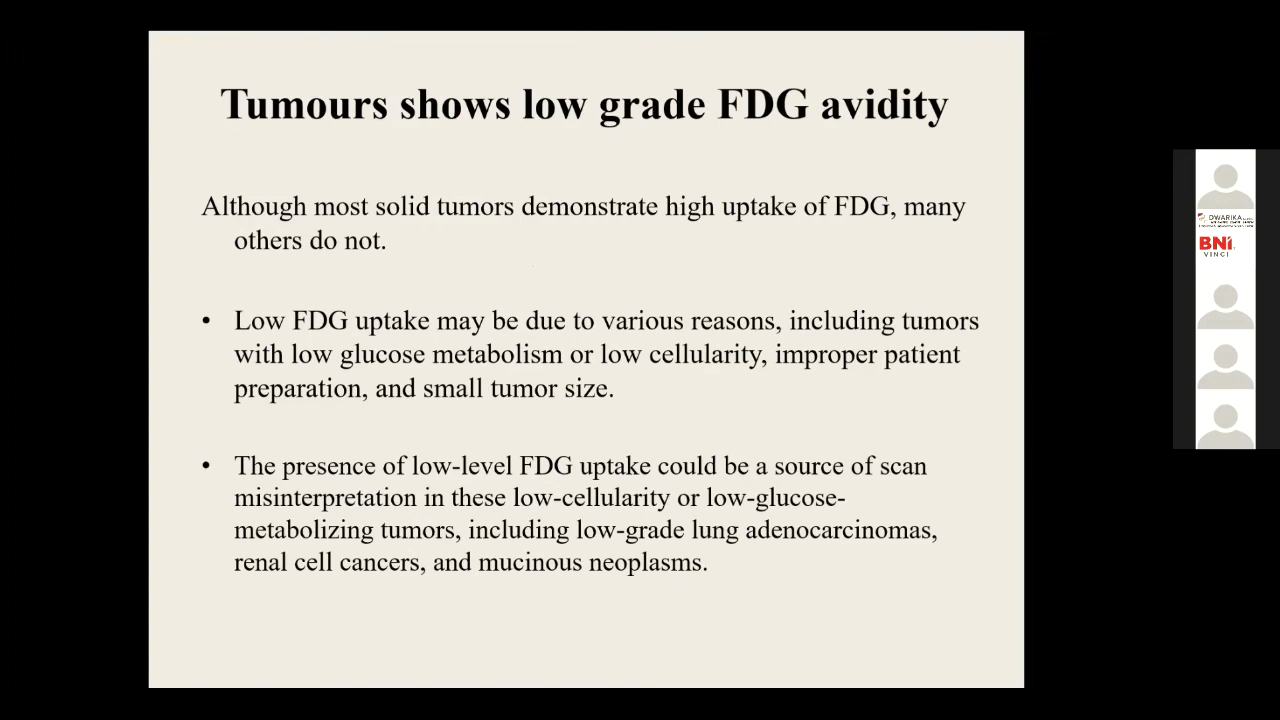 Tumours shows low grade FDG avidity
Although most solid tumors demonstrate high uptake of FDG, many
others do not.
• Low FDG uptake may be due to various reasons, including tumors
with low glucose metabolism or low cellularity, improper patient
preparation, and small tumor size.
• The presence of low-level FDG uptake could be a source of scan
misinterpretation in these low-cellularity or low-glucose-
metabolizing tumors, including low-grade lung adenocarcinomas,
renal cell cancers, and mucinous neoplasms.
DWARIKA
BNI
VINCI